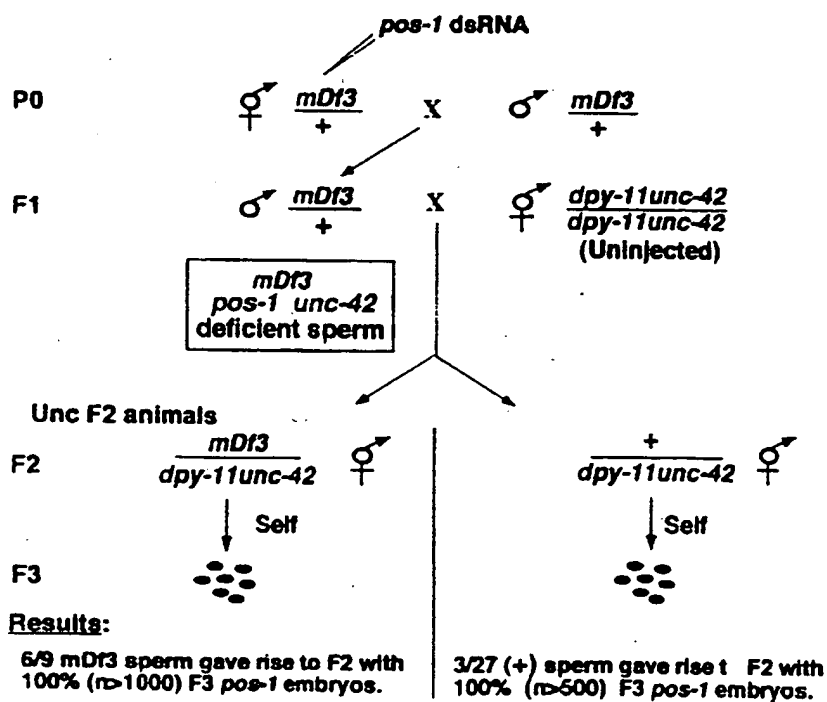 pos-1 dsRNA
P0
mDf3
+
X
mDf3
+
F1
mDf3
+
X
dpy-11unc-42
dpy-11unc-42
(Uninjected)
mDf3
pos-1 unc-42
deficient sperm
Unc F2 animals
F2
mDf3
dpy-11unc-42
+
dpy-11unc-42
Self
Self
F3
Results:
6/9 mDf3 sperm gave rise to F2 with
100% (n>1000) F3 pos-1 embryos.
3/27 (+) sperm gave rise t F2 with
100% (n>500) F3 pos-1 embryos.